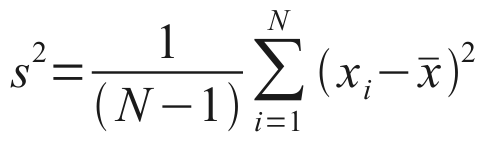 s² = 1/(N−1) ∑_{i=1}^{N} (x_i − x̄)²